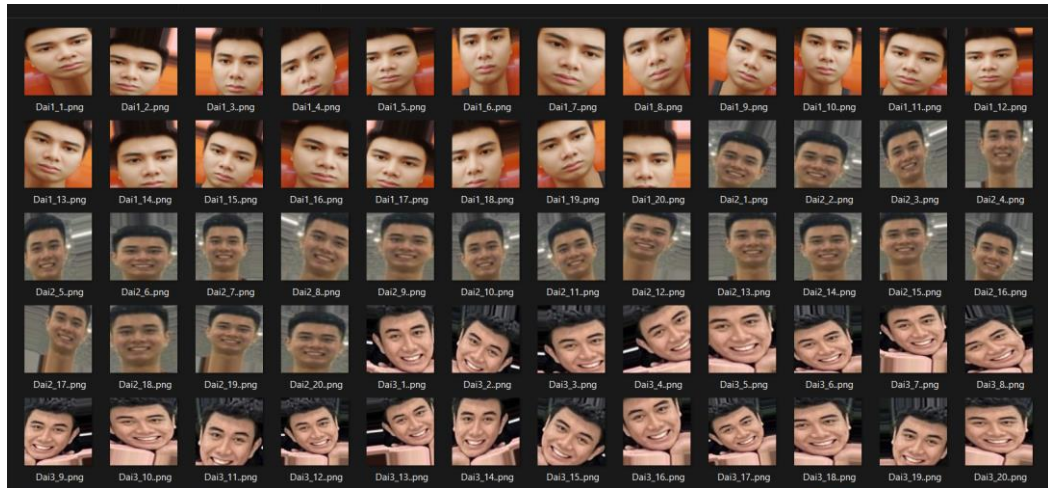 Dai1_1..png Dai1_2..png Dai1_3..png Dai1_4..png Dai1_5..png Dai1_6..png Dai1_7..png Dai1_8..png Dai1_9..png Dai1_10..png Dai1_11..png Dai1_12..png
Dai1_13..png Dai1_14..png Dai1_15..png Dai1_16..png Dai1_17..png Dai1_18..png Dai1_19..png Dai1_20..png Dai2_1..png Dai2_2..png Dai2_3..png Dai2_4..png
Dai2_5..png Dai2_6..png Dai2_7..png Dai2_8..png Dai2_9..png Dai2_10..png Dai2_11..png Dai2_12..png Dai2_13..png Dai2_14..png Dai2_15..png Dai2_16..png
Dai2_17..png Dai2_18..png Dai2_19..png Dai2_20..png Dai3_1..png Dai3_2..png Dai3_3..png Dai3_4..png Dai3_5..png Dai3_6..png Dai3_7..png Dai3_8..png
Dai3_9..png Dai3_10..png Dai3_11..png Dai3_12..png Dai3_13..png Dai3_14..png Dai3_15..png Dai3_16..png Dai3_17..png Dai3_18..png Dai3_19..png Dai3_20..png